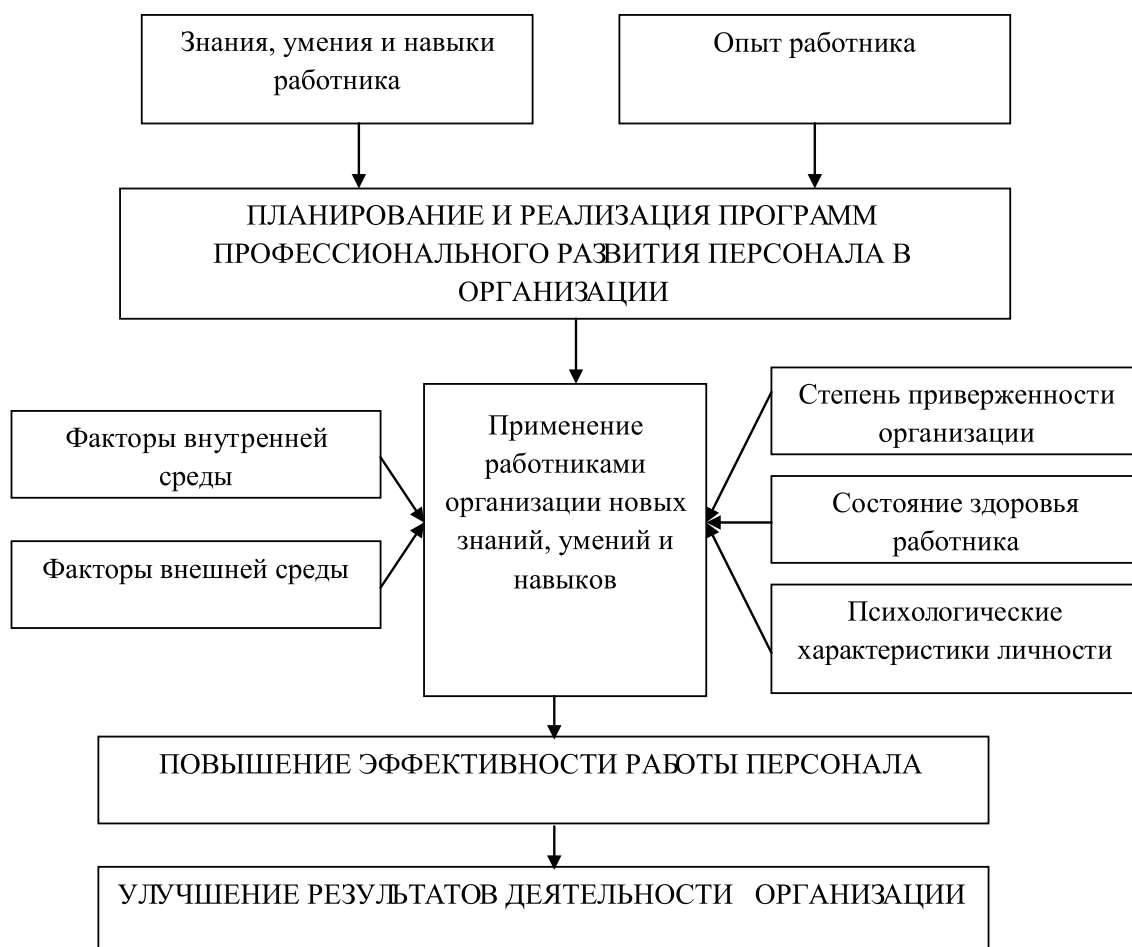 Знания, умения и навыки
работника
Опыт работника
ПЛАНИРОВАНИЕ И РЕАЛИЗАЦИЯ ПРОГРАММ
ПРОФЕССИОНАЛЬНОГО РАЗВИТИЯ ПЕРСОНАЛА В
ОРГАНИЗАЦИИ
Факторы внутренней
среды
Факторы внешней среды
Применение
работниками
организации новых
знаний, умений и
навыков
Степень приверженности
организации
Состояние здоровья
работника
Психологические
характеристики личности
ПОВЫШЕНИЕ ЭФФЕКТИВНОСТИ РАБОТЫ ПЕРСОНАЛА
УЛУЧШЕНИЕ РЕЗУЛЬТАТОВ ДЕЯТЕЛЬНОСТИ ОРГАНИЗАЦИИ